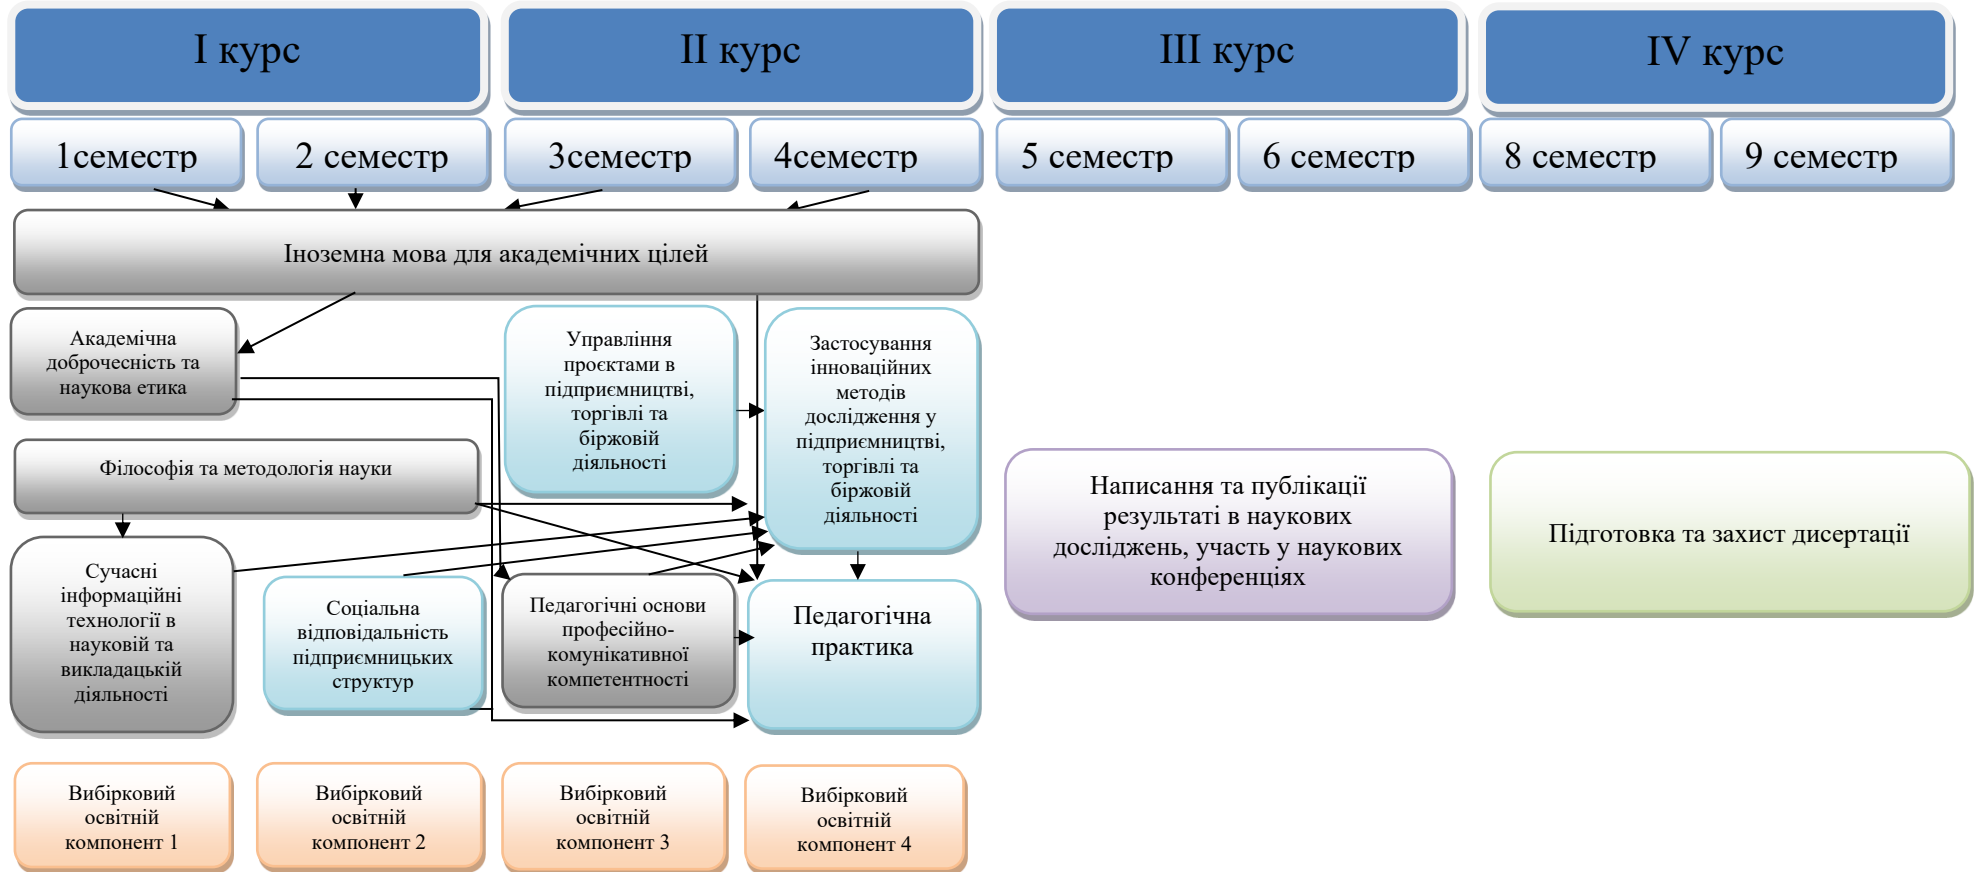 I курс
II курс
III курс
IV курс
1семестр
2 семестр
3семестр
4семестр
5 семестр
6 семестр
8 семестр
9 семестр
Іноземна мова для академічних цілей
Академічна
доброчесність та
наукова етика
Управління
проєктами в
підприємництві,
торгівлі та
біржовій
діяльності
Застосування
інноваційних
методів
дослідження у
підприємництві,
торгівлі та
біржовій
діяльності
Філософія та методологія науки
Написання та публікації
результаті в наукових
досліджень, участь у наукових
конференціях
Підготовка та захист дисертації
Сучасні
інформаційні
технології в
науковій та
викладацькій
діяльності
Соціальна
відповідальність
підприємницьких
структур
Педагогічні основи
професійно-
комунікативної
компетентності
Педагогічна
практика
Вибірковий
освітній
компонент 1
Вибірковий
освітній
компонент 2
Вибірковий
освітній
компонент 3
Вибірковий
освітній
компонент 4